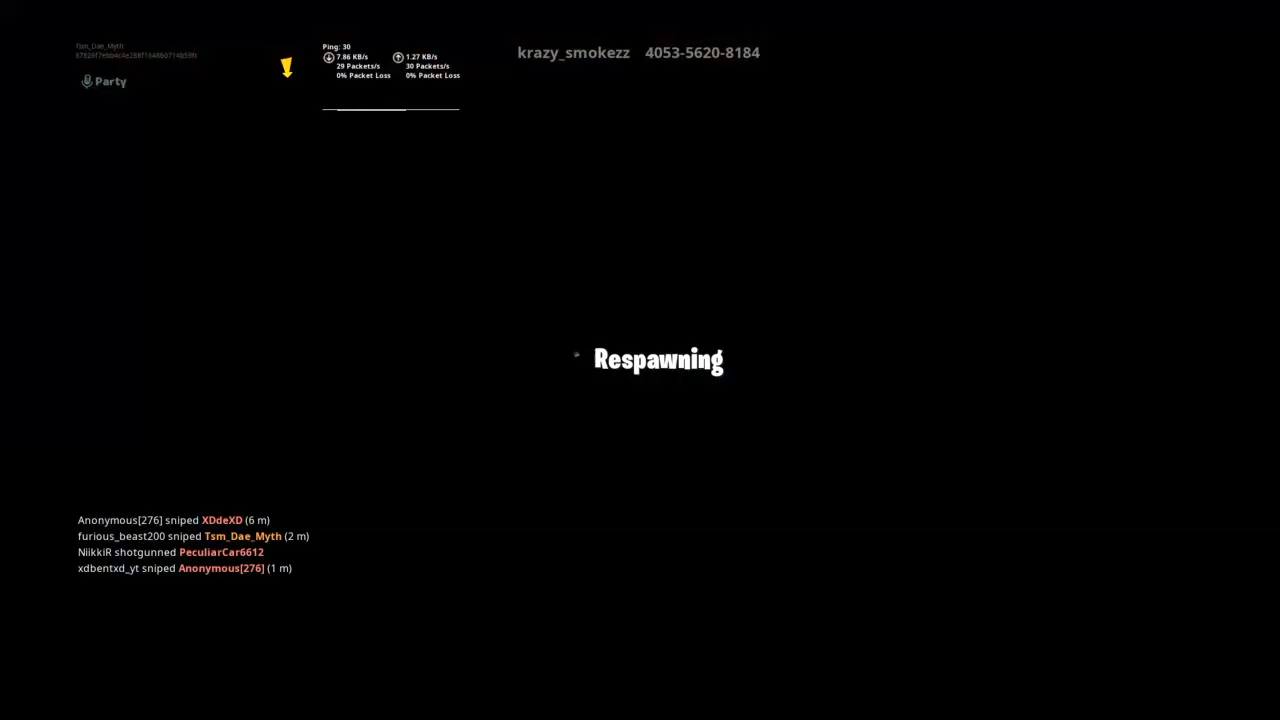 Tsm_Dae_Myth
Party
Ping: 30
7.86 KB/s
29 Packets/s
0% Packet Loss
1.27 KB/s
30 Packets/s
0% Packet Loss
krazy_smokezz 4053-5620-8184
Respawning
Anonymous[276] sniped XDdeXD (6 m)
furious_beast200 sniped Tsm_Dae_Myth (2 m)
NiikkiR shotgunned PeculiarCar6612
xdbentxd_yt sniped Anonymous[276] (1 m)